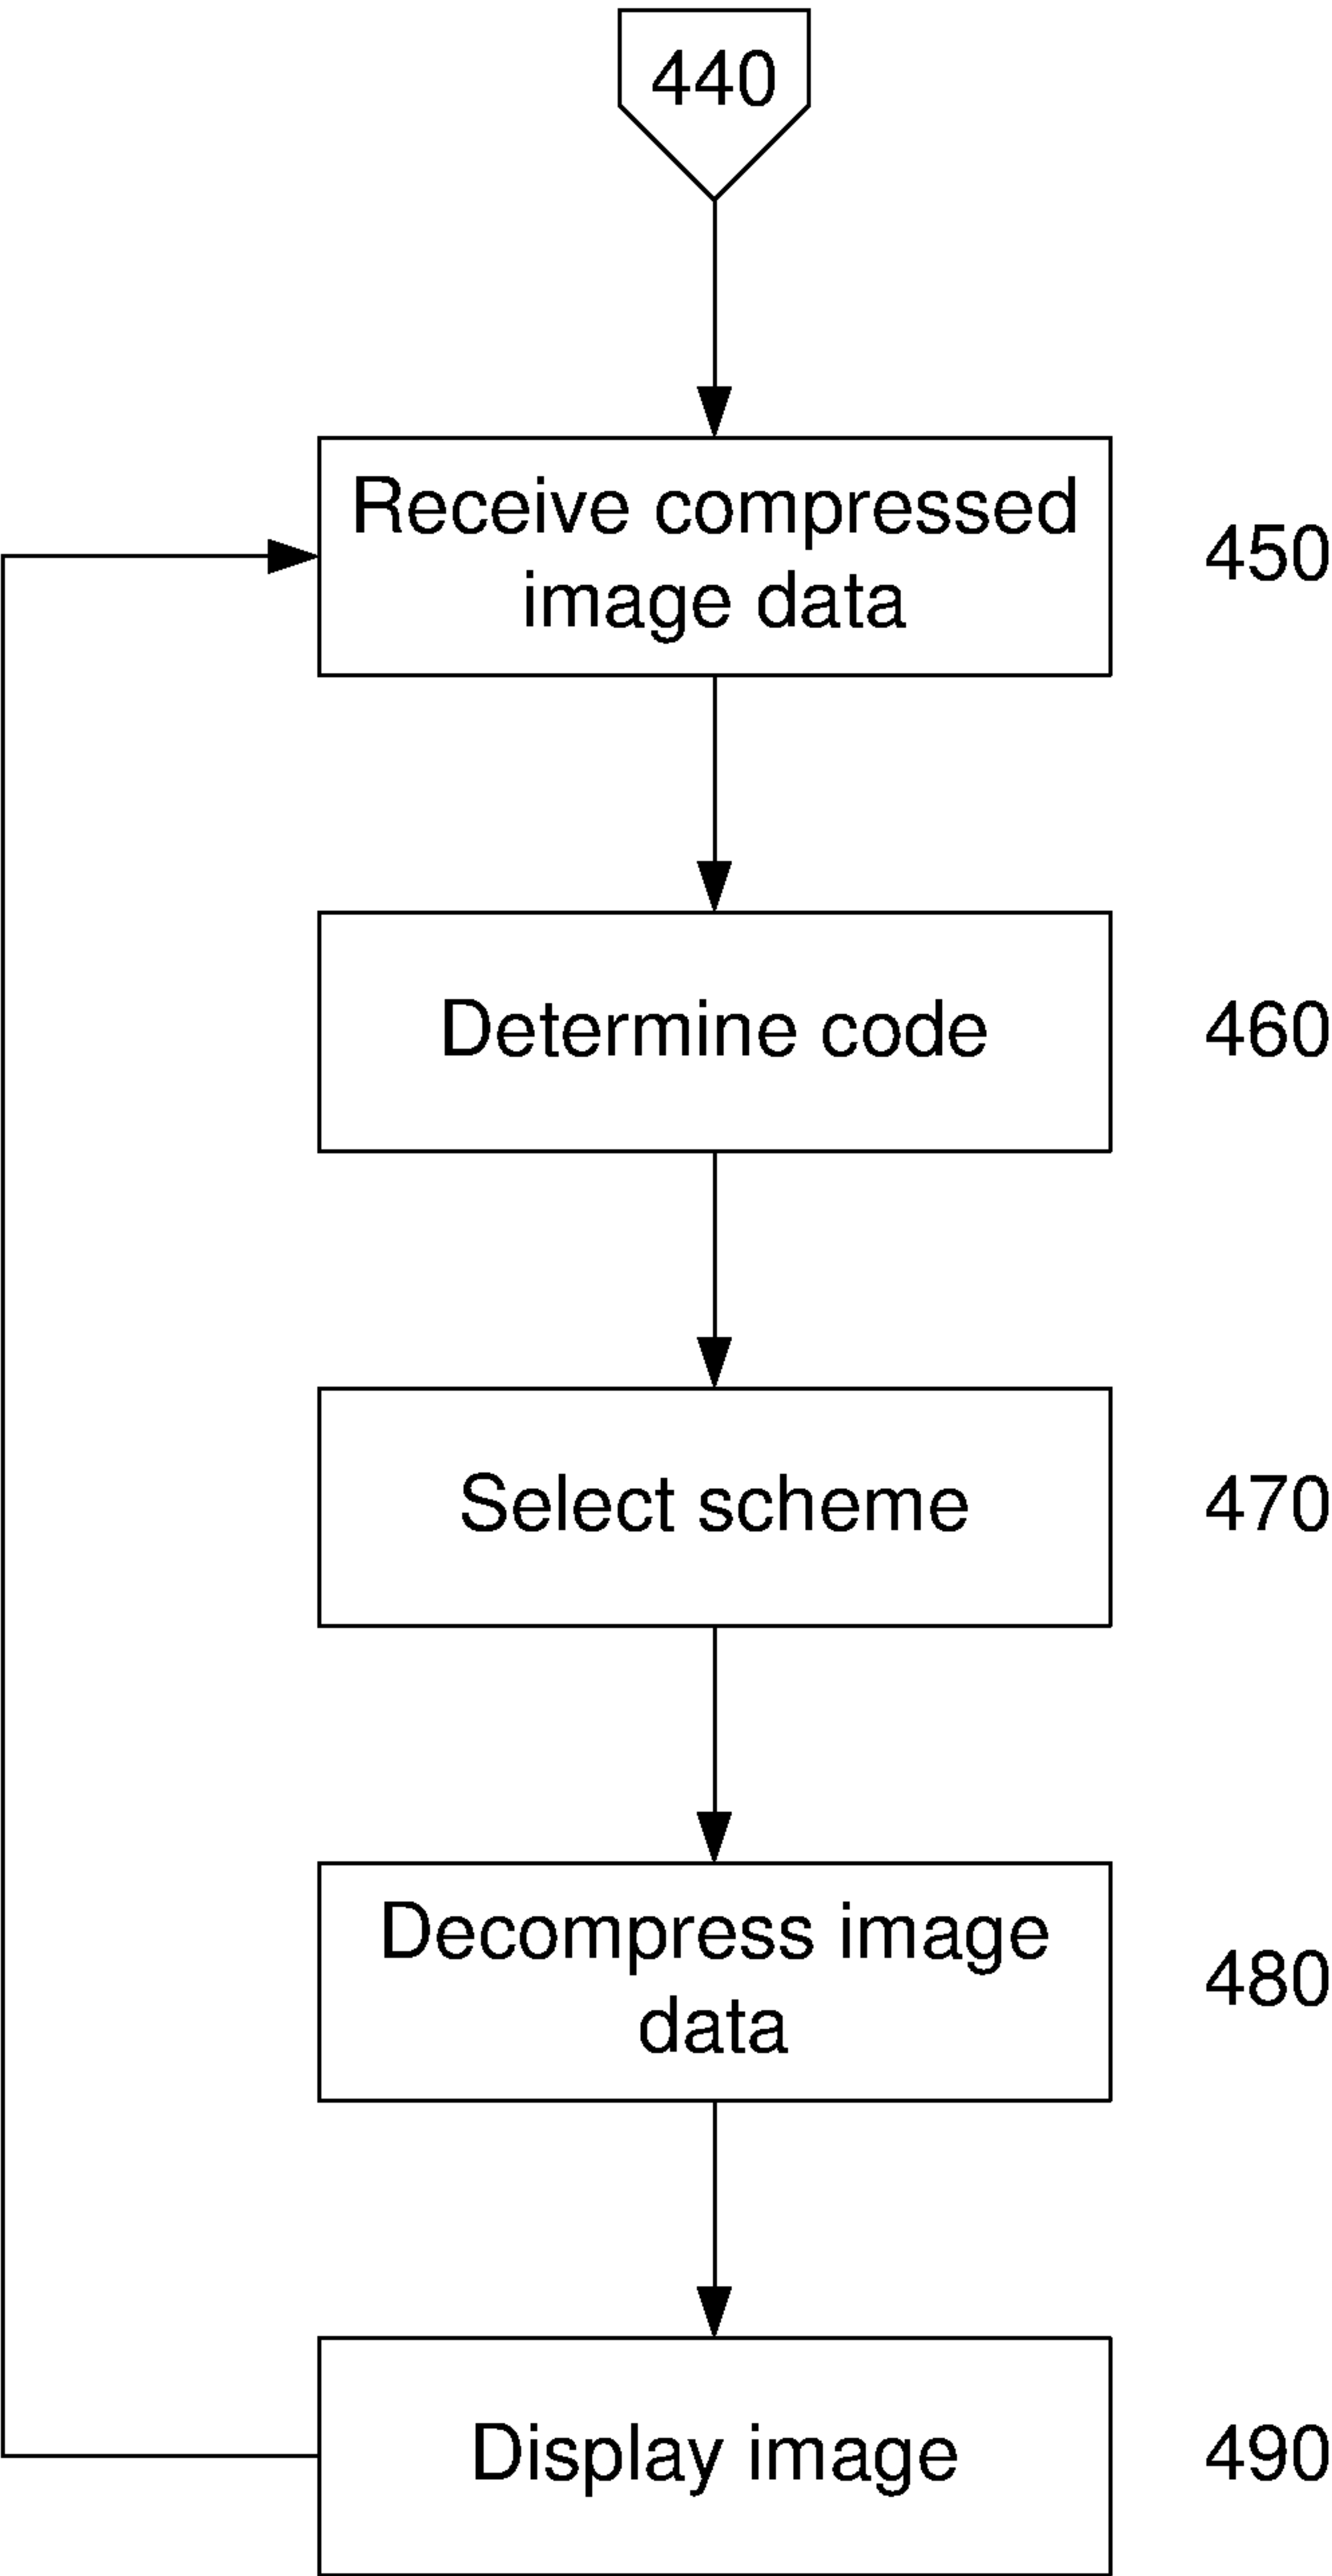 440
Receive compressed
image data
450
Determine code
460
Select scheme
470
Decompress image
data
480
Display image
490